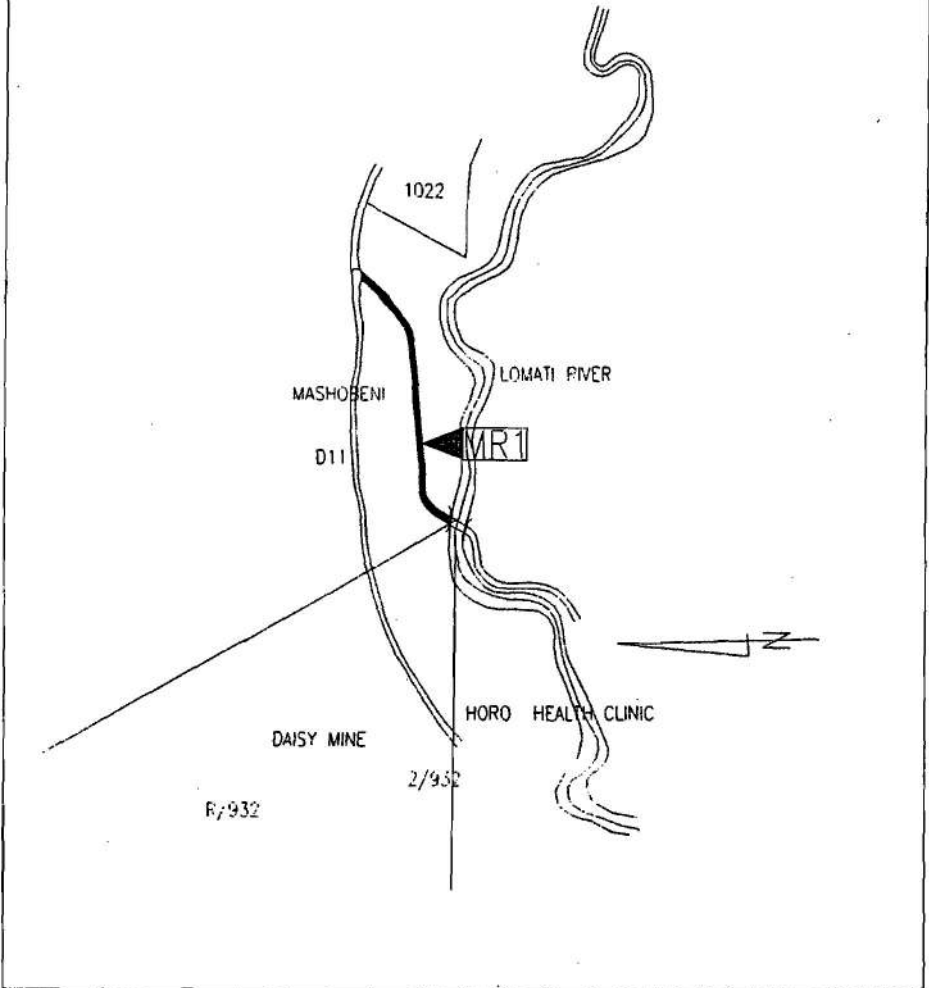 1022
LOMATI RIVER
MASHOBENI
MR1
D11
N
HORO HEALTH CLINIC
DAISY MINE
2/932
R/932